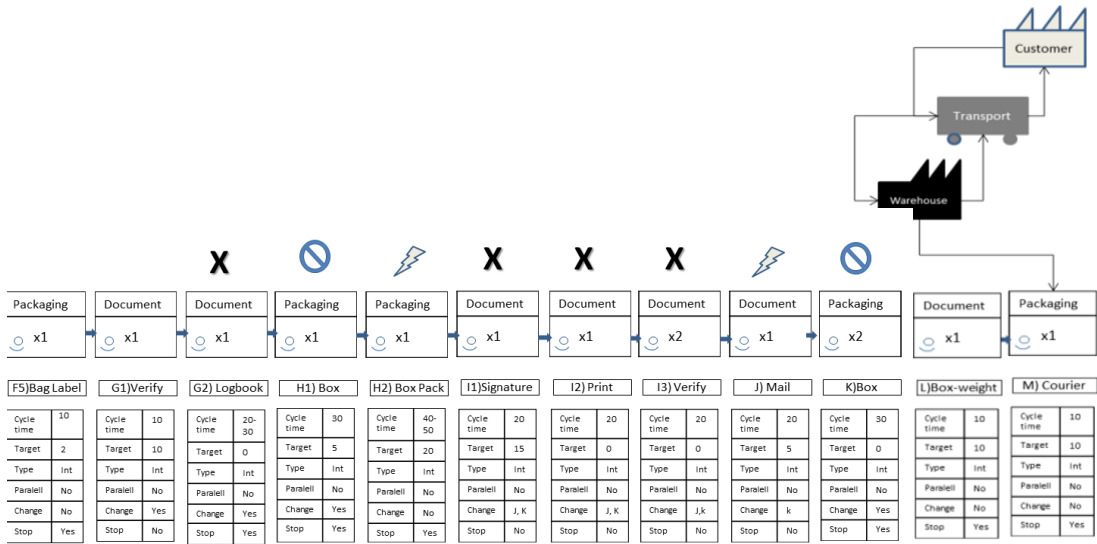 Customer
Transport
Warehouse
X X X X
Packaging Document Document Packaging Packaging Document Document Document Document Packaging Document Packaging
x1 x1 x1 x1 x1 x1 x1 x2 x1 x2 x1 x1
F5)Bag Label
Cycle time 10
Target 2
Type Int
Paralell No
Change No
Stop Yes
G1)Verify
Cycle time 10
Target 10
Type Int
Paralell No
Change Yes
Stop No
G2) Logbook
Cycle time 20-30
Target 0
Type Int
Paralell No
Change Yes
Stop Yes
H1) Box
Cycle time 30
Target 5
Type Int
Paralell No
Change Yes
Stop Yes
H2) Box Pack
Cycle time 40-50
Target 20
Type Int
Paralell No
Change No
Stop Yes
I1)Signature
Cycle time 20
Target 15
Type Int
Paralell No
Change J, K
Stop No
I2) Print
Cycle time 20
Target 0
Type Int
Paralell No
Change J, K
Stop No
I3) Verify
Cycle time 20
Target 0
Type Int
Paralell No
Change J,k
Stop No
J) Mail
Cycle time 20
Target 5
Type Int
Paralell No
Change k
Stop No
K)Box
Cycle time 30
Target 0
Type Int
Paralell No
Change Yes
Stop Yes
L)Box-weight
Cycle time 10
Target 10
Type Int
Paralell No
Change No
Stop Yes
M) Courier
Cycle time 10
Target 10
Type Int
Paralell No
Change No
Stop Yes